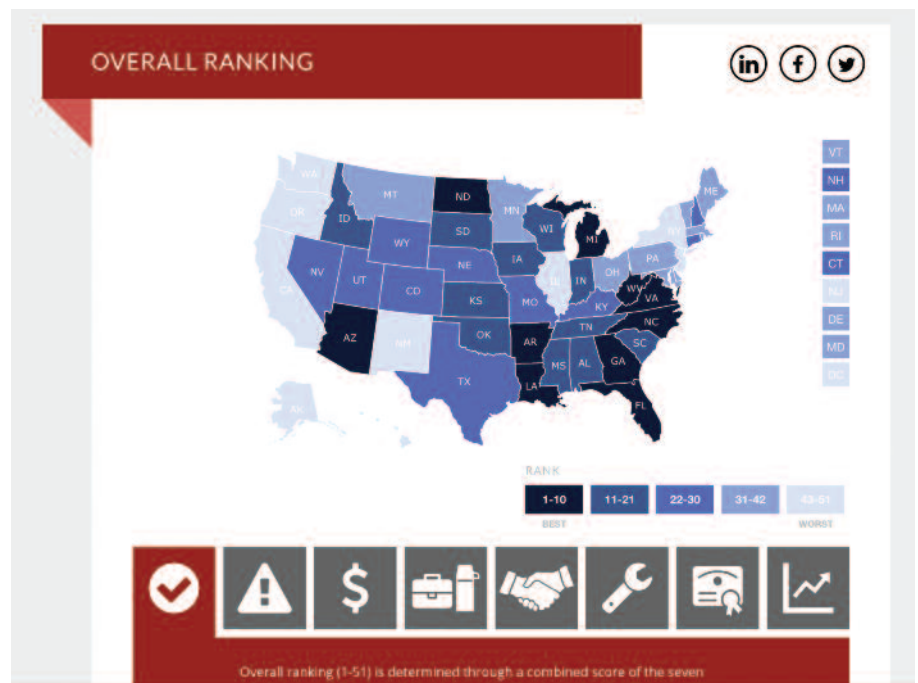 OVERALL RANKING
in f
WA
MT
ND
MN
ME
VT
NH
OR
ID
SD
WI
MI
NY
MA
WY
RI
IA
PA
NE
CT
NV
OH
IL
IN
UT
CA
CO
NJ
WV
VA
KS
MO
KY
DE
NC
TN
OK
AZ
NM
AR
SC
MD
MS
AL
GA
DC
TX
LA
FL
AK
RANK
1-10
11-21
22-30
31-42
43-51
BEST
WORST
$
Overall ranking (1-51) is determined through a combined score of the seven